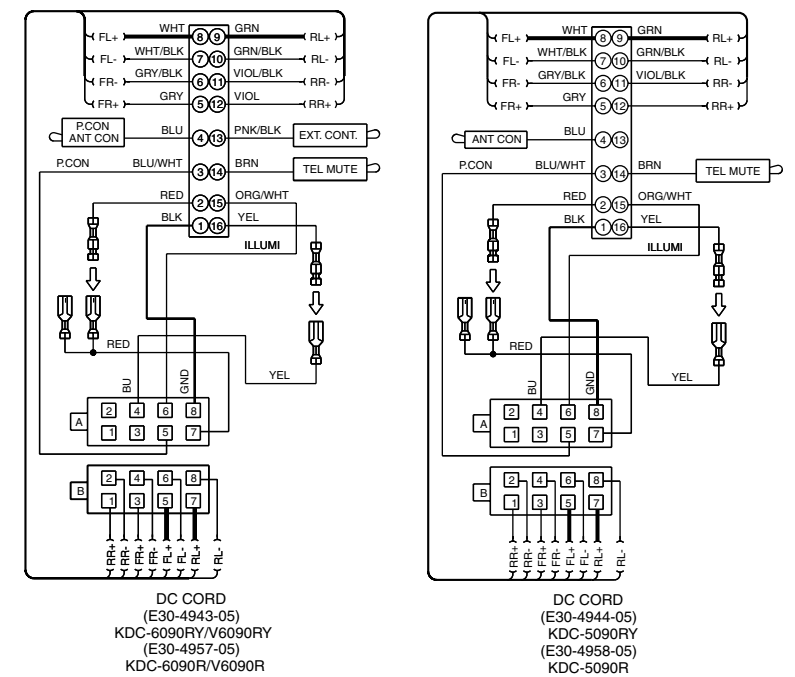 WHT 8 9 GRN
FL+ RL+
WHT/BLK 7 10 GRN/BLK
FL- RL-
GRY/BLK 6 11 VIOL/BLK
FR- RR-
GRY 5 12 VIOL
FR+ RR+
P.CON
ANT CON
BLU 4 13 PNK/BLK
EXT. CONT.
P.CON
BLU/WHT 3 14 BRN
TEL MUTE
RED 2 15 ORG/WHT
BLK 1 16 YEL
ILLUMI
RED
BU
GND
YEL
A
2 4 6 8
1 3 5 7
B
2 4 6 8
1 3 5 7
RR+
RR-
FR+
FR-
FL+
FL-
RL+
RL-
DC CORD
(E30-4943-05)
KDC-6090RY/V6090RY
(E30-4957-05)
KDC-6090R/V6090R
WHT 8 9 GRN
FL+ RL+
WHT/BLK 7 10 GRN/BLK
FL- RL-
GRY/BLK 6 11 VIOL/BLK
FR- RR-
GRY 5 12
FR+ RR+
ANT CON
BLU 4 13
P.CON
BLU/WHT 3 14 BRN
TEL MUTE
RED 2 15 ORG/WHT
BLK 1 16 YEL
ILLUMI
RED
BU
GND
YEL
A
2 4 6 8
1 3 5 7
B
2 4 6 8
1 3 5 7
RR+
RR-
FR+
FR-
FL+
FL-
RL+
RL-
DC CORD
(E30-4944-05)
KDC-5090RY
(E30-4958-05)
KDC-5090R